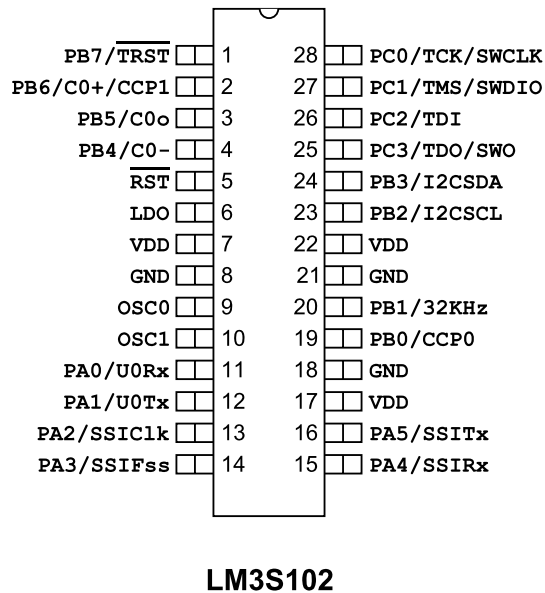 PB7/TRST 1 28 PC0/TCK/SWCLK
PB6/C0+/CCP1 2 27 PC1/TMS/SWDIO
PB5/C0o 3 26 PC2/TDI
PB4/C0- 4 25 PC3/TDO/SWO
RST 5 24 PB3/I2CSDA
LDO 6 23 PB2/I2CSCL
VDD 7 22 VDD
GND 8 21 GND
OSC0 9 20 PB1/32KHz
OSC1 10 19 PB0/CCP0
PA0/U0Rx 11 18 GND
PA1/U0Tx 12 17 VDD
PA2/SSIClk 13 16 PA5/SSITx
PA3/SSIFss 14 15 PA4/SSIRx
LM3S102